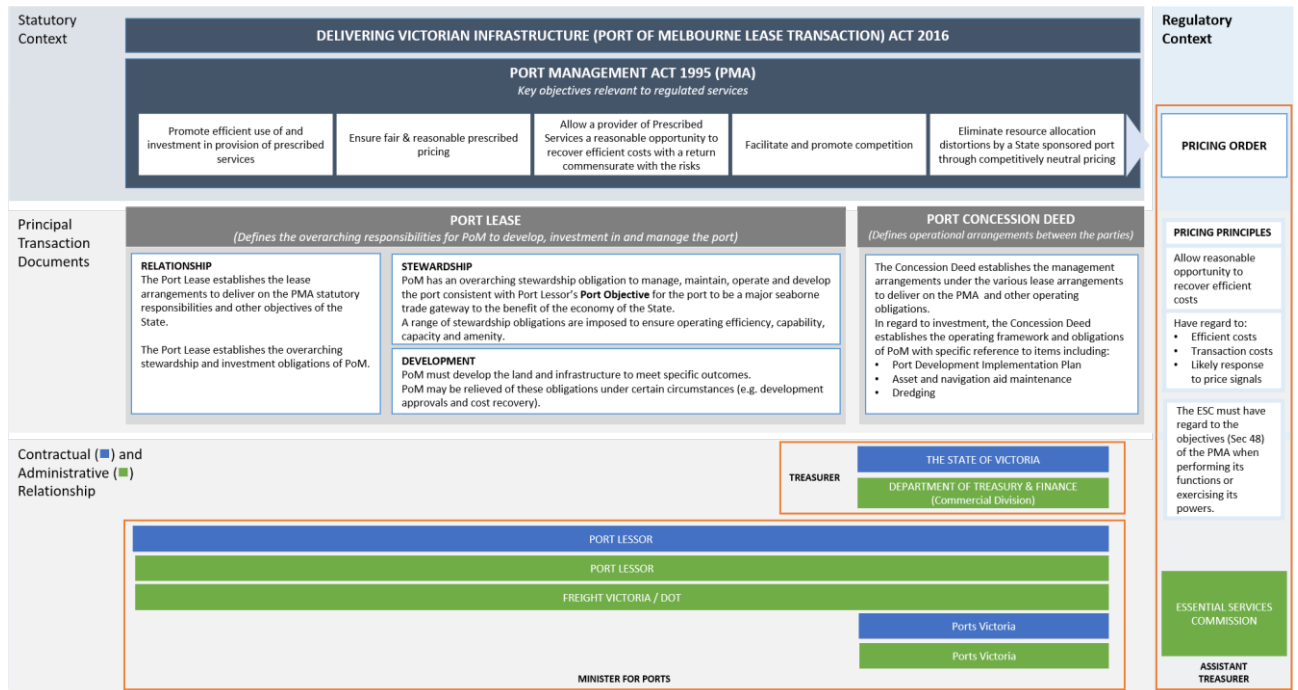 Statutory
Context
DELIVERING VICTORIAN INFRASTRUCTURE (PORT OF MELBOURNE LEASE TRANSACTION) ACT 2016
PORT MANAGEMENT ACT 1995 (PMA)
Key objectives relevant to regulated services
Promote efficient use of and
investment in provision of prescribed
services
Ensure fair & reasonable prescribed
pricing
Allow a provider of Prescribed
Services a reasonable opportunity to
recover efficient costs with a return
commensurate with the risks
Facilitate and promote competition
Eliminate resource allocation
distortions by a State sponsored port
through competitively neutral pricing
Regulatory
Context
PRICING ORDER
Principal
Transaction
Documents
PORT LEASE
(Defines the overarching responsibilities for PoM to develop, investment in and manage the port)
RELATIONSHIP
The Port Lease establishes the lease
arrangements to deliver on the PMA statutory
responsibilities and other objectives of the
State.
The Port Lease establishes the overarching
stewardship and investment obligations of PoM.
STEWARDSHIP
PoM has an overarching stewardship obligation to manage, maintain, operate and develop
the port consistent with Port Lessor's Port Objective for the port to be a major seaborne
trade gateway to the benefit of the economy of the State.
A range of stewardship obligations are imposed to ensure operating efficiency, capability,
capacity and amenity.
DEVELOPMENT
PoM must develop the land and infrastructure to meet specific outcomes.
PoM may be relieved of these obligations under certain circumstances (e.g. development
approvals and cost recovery).
PORT CONCESSION DEED
(Defines operational arrangements between the parties)
The Concession Deed establishes the management
arrangements under the various lease arrangements
to deliver on the PMA and other operating
obligations.
In regard to investment, the Concession Deed
establishes the operating framework and obligations
of PoM with specific reference to items including:
• Port Development Implementation Plan
• Asset and navigation aid maintenance
• Dredging
PRICING PRINCIPLES
Allow reasonable
opportunity to
recover efficient
costs
Have regard to:
• Efficient costs
• Transaction costs
• Likely response
to price signals
The ESC must have
regard to the
objectives (Sec 48)
of the PMA when
performing its
functions or
exercising its
powers.
Contractual (■) and
Administrative (■)
Relationship
TREASURER
THE STATE OF VICTORIA
DEPARTMENT OF TREASURY & FINANCE
(Commercial Division)
PORT LESSOR
PORT LESSOR
FREIGHT VICTORIA / DOT
Ports Victoria
Ports Victoria
MINISTER FOR PORTS
ESSENTIAL SERVICES
COMMISSION
ASSISTANT
TREASURER